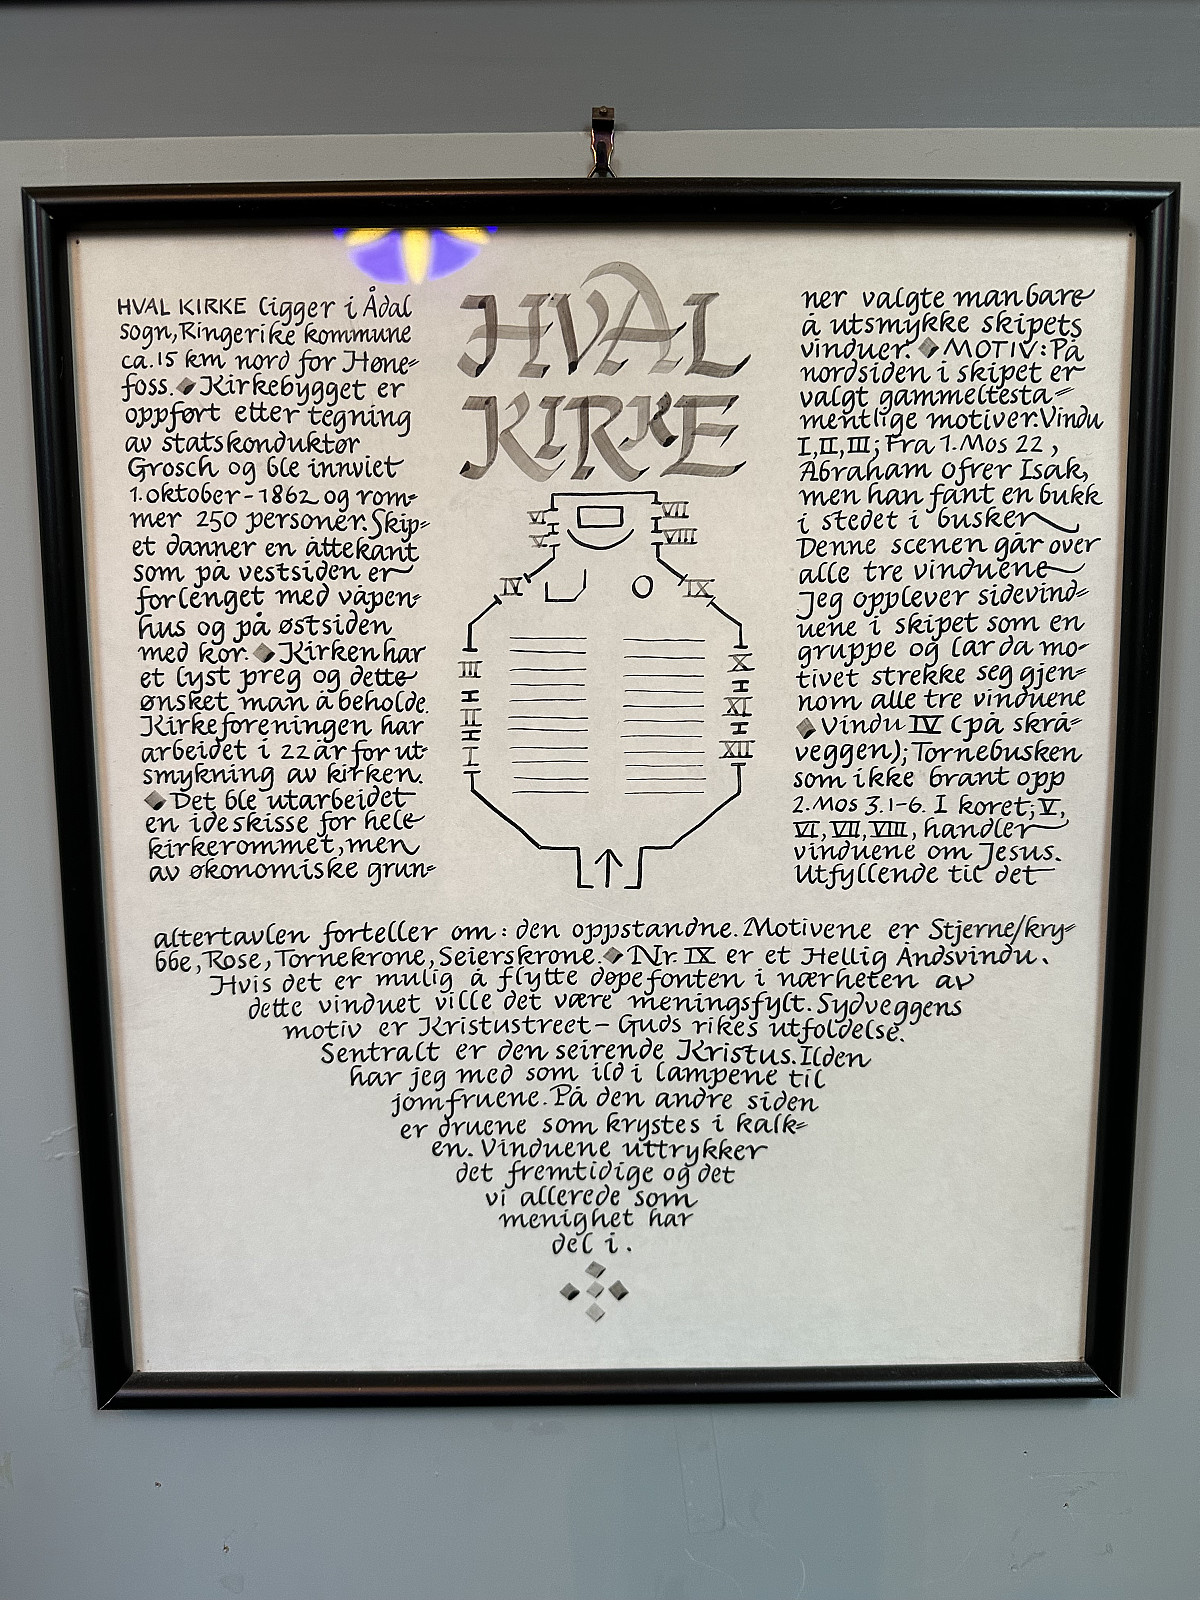 HVAL
KIRKE
HVAL KIRKE ligger i Ådal
sogn, Ringerike kommune
ca. 15 km nord for Høne=
foss. Kirkebygget er
oppført etter tegning
av statskonduktør
Grosch og ble innviet
1. oktober - 1862 og rom=
mer 250 personer. Skip=
et danner en åttekant
som på vestsiden er
forlenget med våpen=
hus og på østsiden
med kor. Kirken har
et lyst preg og dette
ønsket man å beholde.
Kirkeforeningen har
arbeidet i 22 år for ut=
smykning av kirken.
Det ble utarbeidet
en ideskisse for hele
kirkerommet, men
av økonomiske grun=
VI
VII
V
VIII
IV
IX
III
X
II
XI
I
XII
ner valgte man bare
å utsmykke skipets
vinduer. MOTIV: På
nordsiden i skipet er
valgt gammeltesta=
mentlige motiver. Vindu
I, II, III; Fra 1. Mos 22,
Abraham ofrer Isak,
men han fant en bukk
i stedet i busker
Denne scenen går over
alle tre vinduene
Jeg opplever sidevind=
uene i skipet som en
gruppe og lar da mo-
tivet strekke seg gjen-
nom alle tre vinduene
Vindu IV (på skrå=
veggen); Tornebusken
som ikke brant opp
2. Mos 3.1-6. I koret; V,
VI, VII, VIII, handler
vinduene om Jesus.
Utfyllende til det
altertavlen forteller om: den oppstandne. Motivene er Stjerne/kry=
bbe, Rose, Tornekrone, Seierskrone. Nr. IX er et Hellig Åndsvindu.
Hvis det er mulig å flytte døpefonten i nærheten av
dette vinduet ville det være meningsfylt. Sydveggens
motiv er Kristustreet - Guds rikes utfoldelse.
Sentralt er den seirende Kristus. Ilden
har jeg med som ild i lampene til
jomfruene. På den andre siden
er druene som krystes i kalk=
en. Vinduene uttrykker
det fremtidige og det
vi allerede som
menighet har
del i.